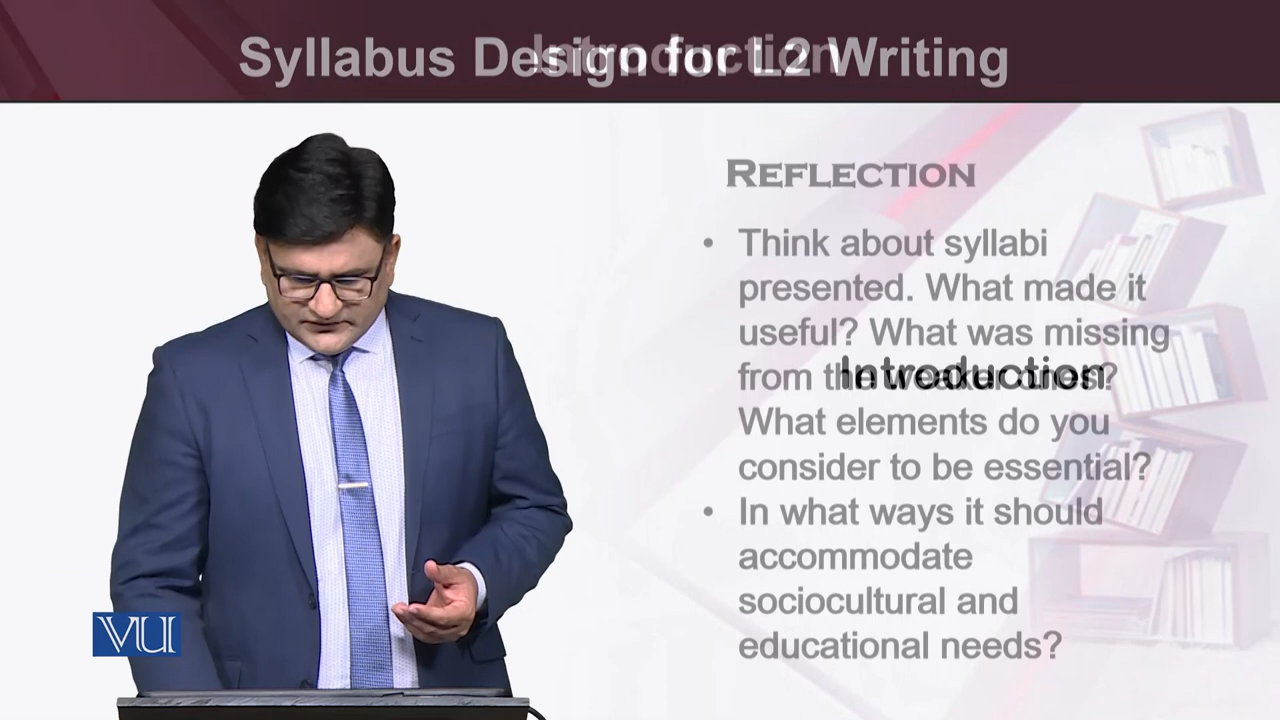 Syllabus Design for L2 Writing
Introduction
REFLECTION
• Think about syllabi
presented. What made it
useful? What was missing
from the weaker ones?
Introduction
What elements do you
consider to be essential?
• In what ways it should
accommodate
sociocultural and
educational needs?
VU